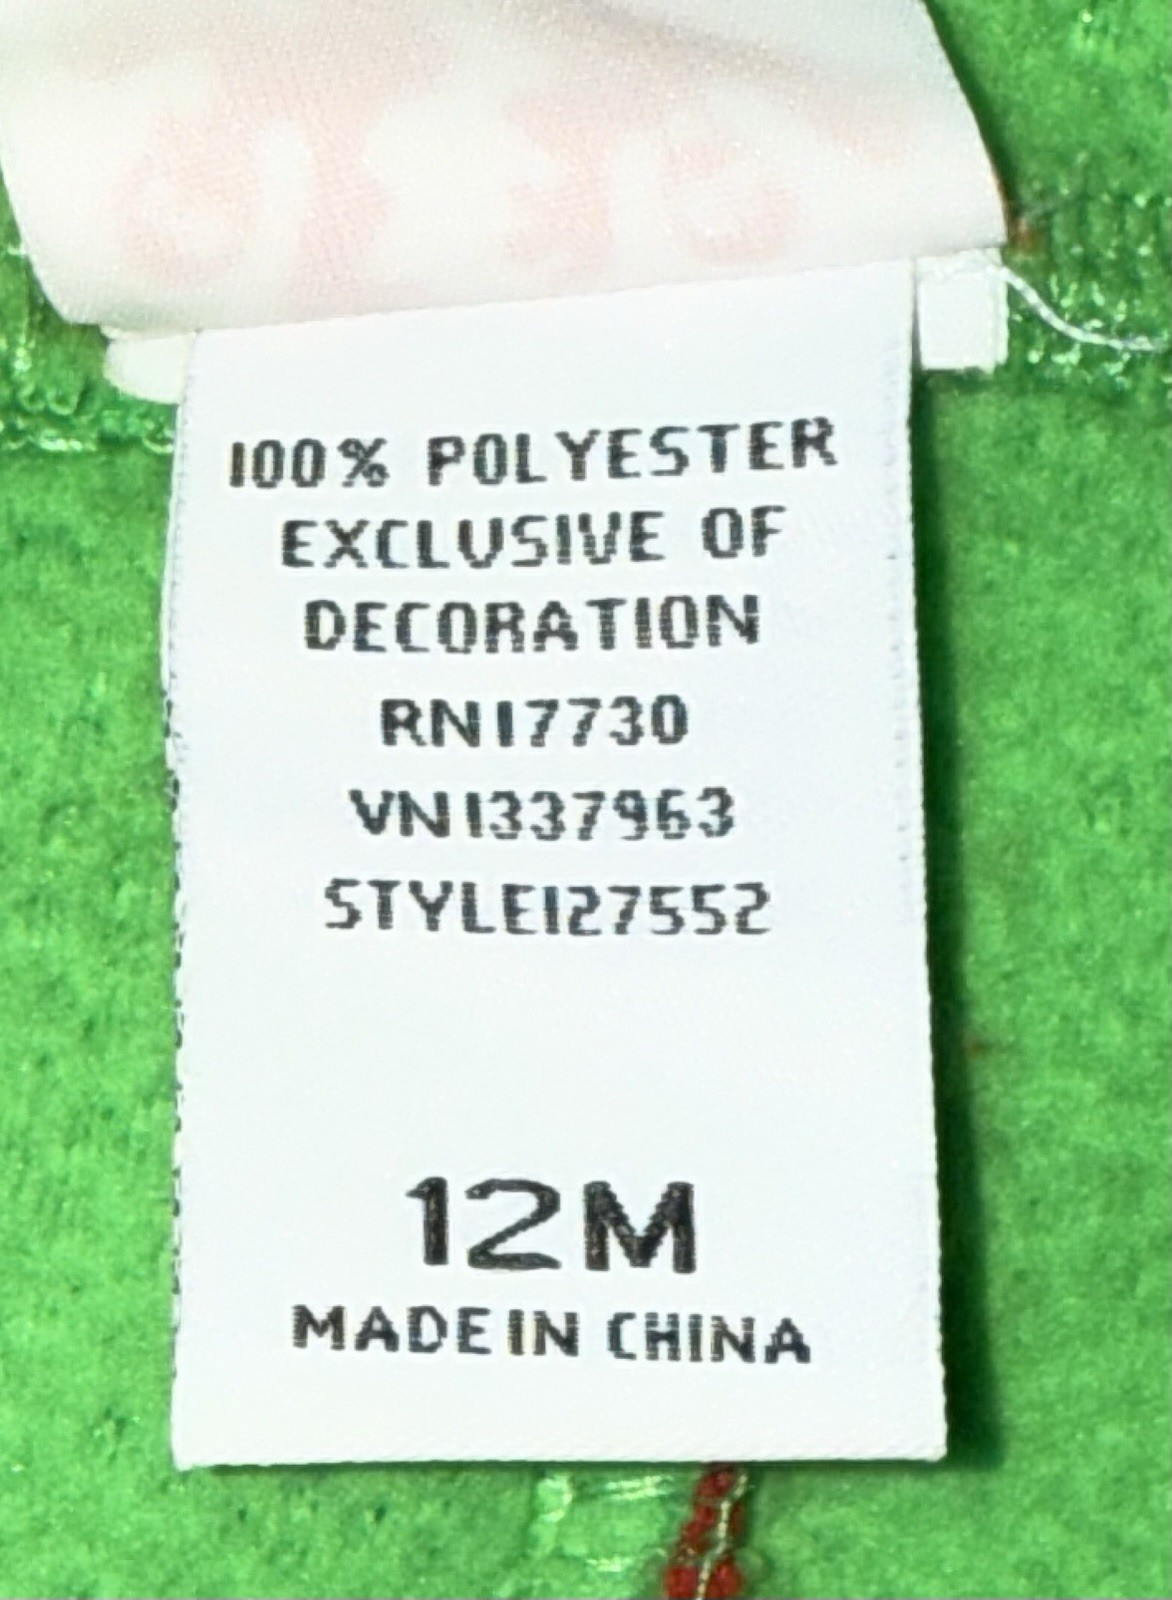 100% POLYESTER
EXCLUSIVE OF
DECORATION
RN17730
VN1337963
STYLE127552
12M
MADE IN CHINA